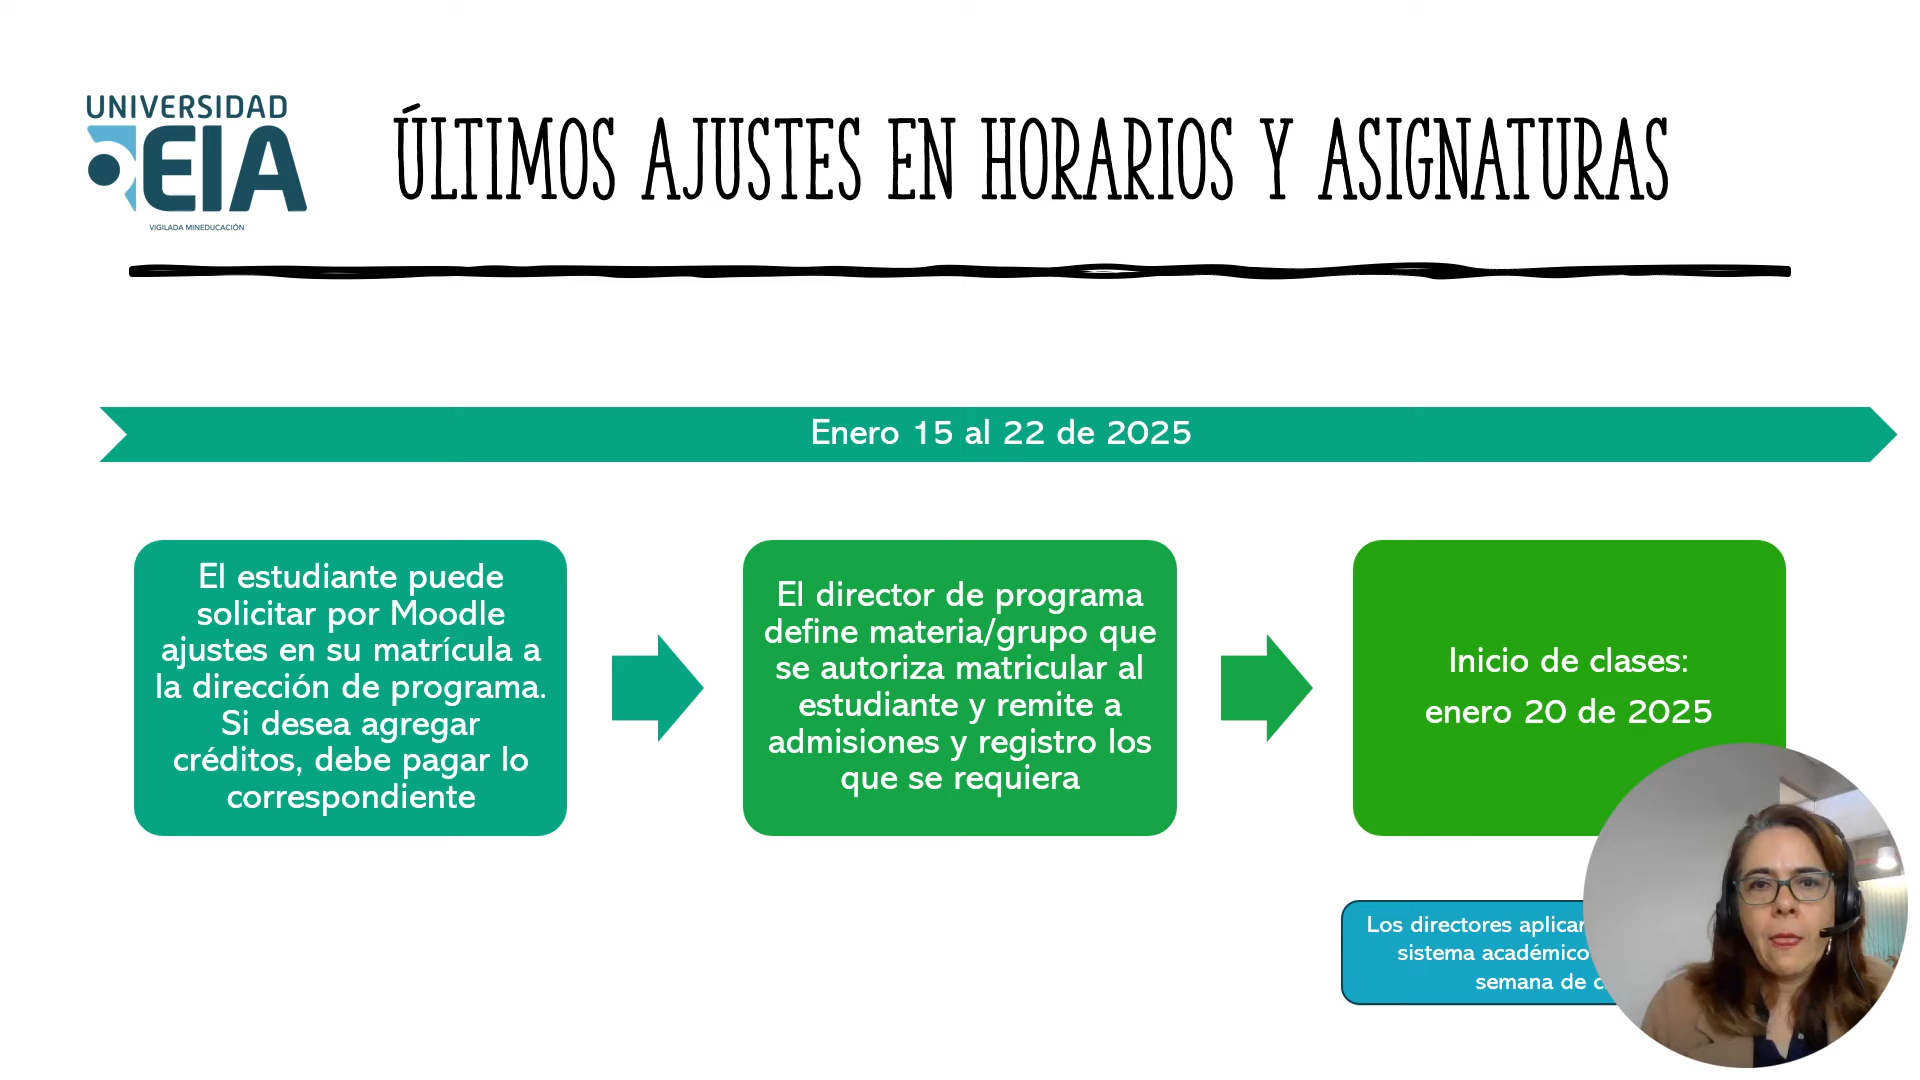 UNIVERSIDAD
EIA
VIGILADA MINEDUCACIÓN
ÚLTIMOS AJUSTES EN HORARIOS Y ASIGNATURAS
Enero 15 al 22 de 2025
El estudiante puede
solicitar por Moodle
ajustes en su matrícula a
la dirección de programa.
Si desea agregar
créditos, debe pagar lo
correspondiente
El director de programa
define materia/grupo que
se autoriza matricular al
estudiante y remite a
admisiones y registro los
que se requiera
Inicio de clases:
enero 20 de 2025
Los directores
sistema académico
semana de